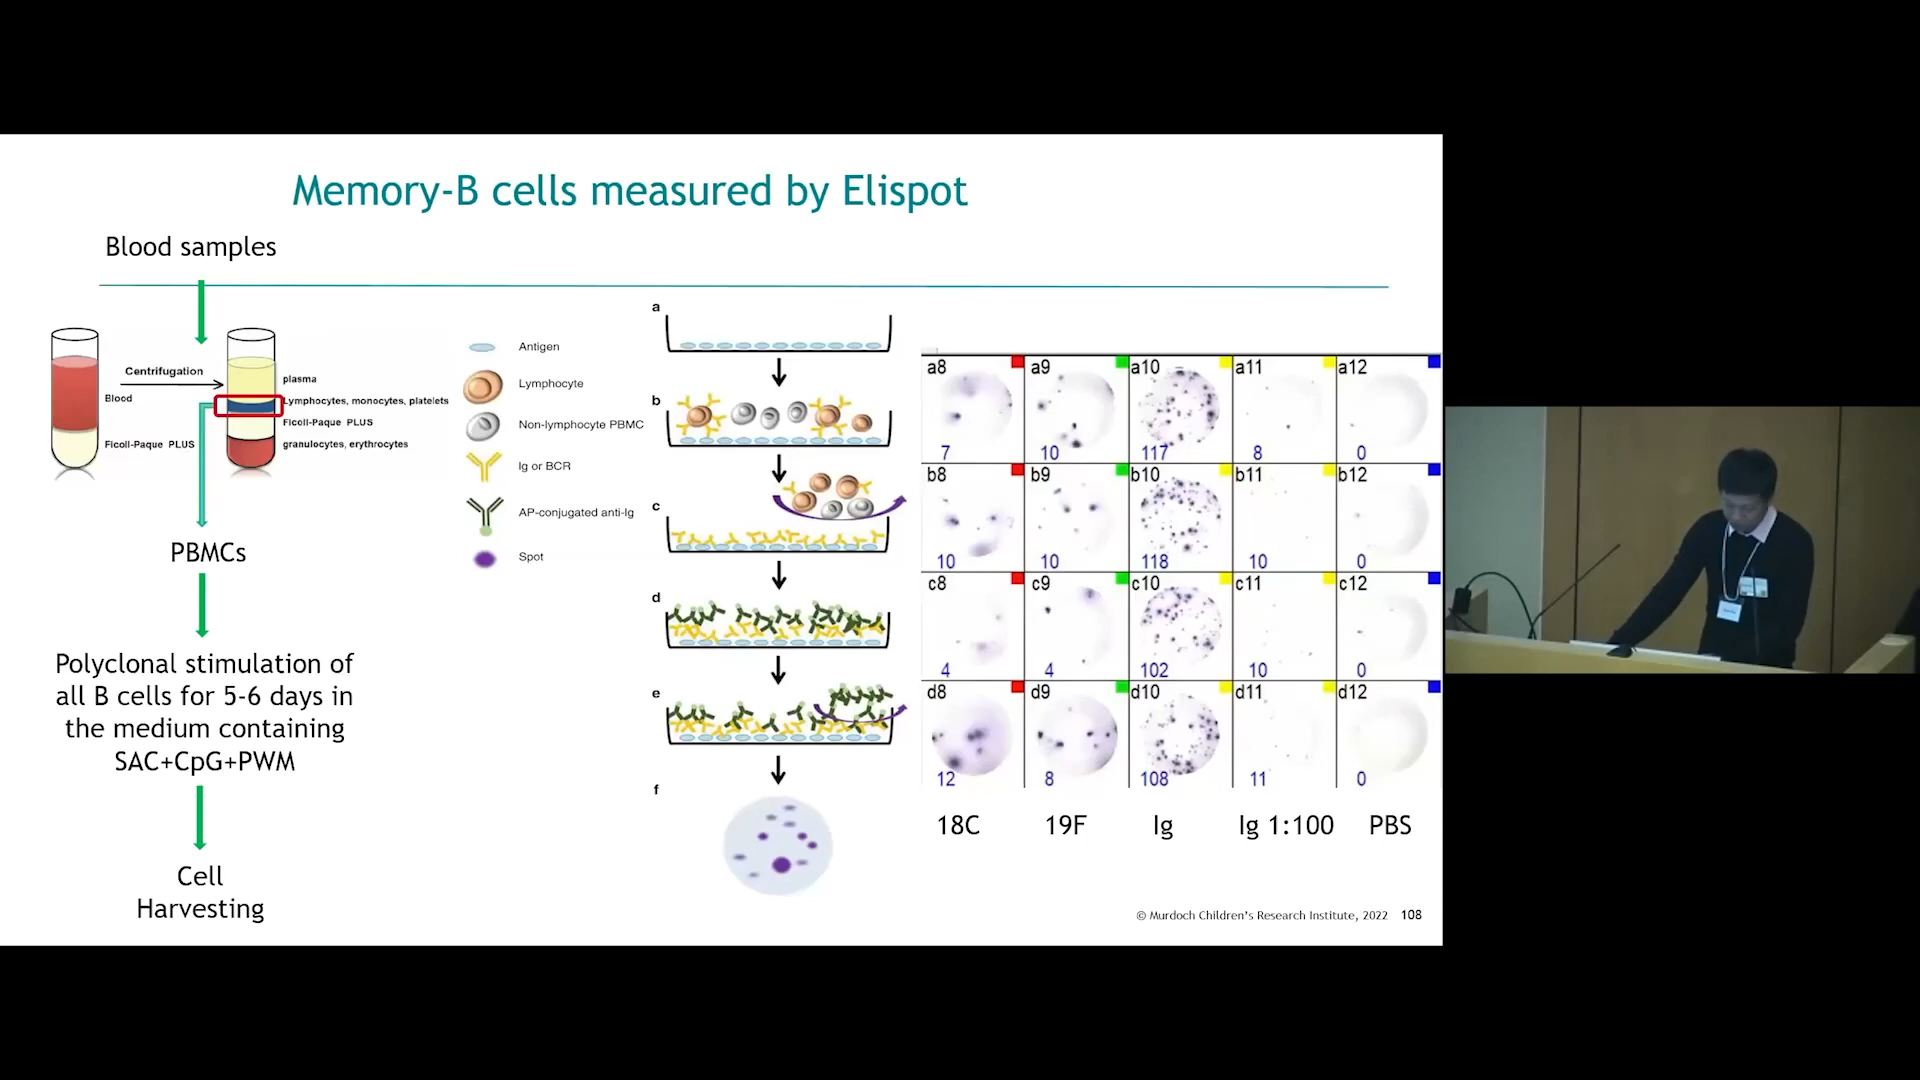 Memory-B cells measured by Elispot
Blood samples
Centrifugation
Blood
Ficoll-Paque PLUS
plasma
Lymphocytes, monocytes, platelets
Ficoll-Paque PLUS
granulocytes, erythrocytes
PBMCs
Polyclonal stimulation of
all B cells for 5-6 days in
the medium containing
SAC+CpG+PWM
Cell
Harvesting
Antigen
Lymphocyte
Non-lymphocyte PBMC
Ig or BCR
AP-conjugated anti-Ig
Spot
a
b
c
d
e
f
a8 a9 a10 a11 a12
7 10 117 8 0
b8 b9 b10 b11 b12
10 10 118 10 0
c8 c9 c10 c11 c12
4 4 102 10 0
d8 d9 d10 d11 d12
12 8 108 11 0
18C 19F Ig Ig 1:100 PBS
© Murdoch Children's Research Institute, 2022 108